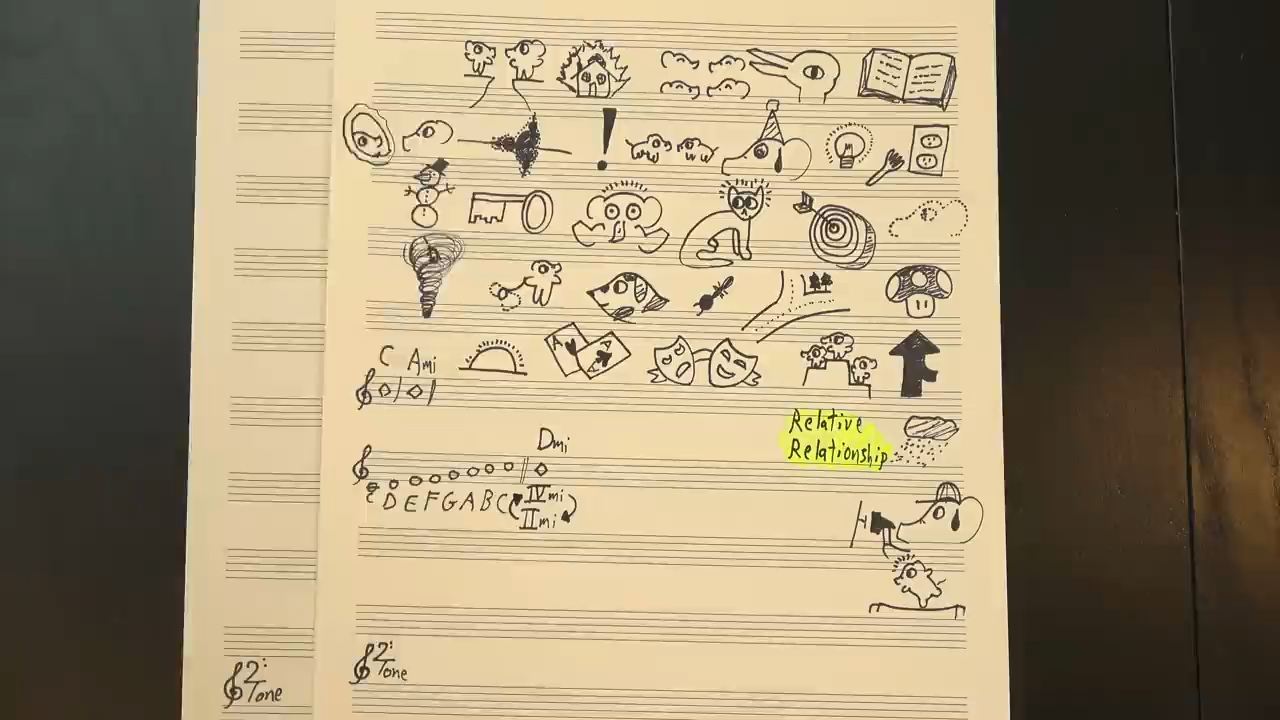 !
A A
C Ami
Relative
Relationship
Dmi
C D E F G A B C IVmi
IImi
2:
Tone
2:
Tone